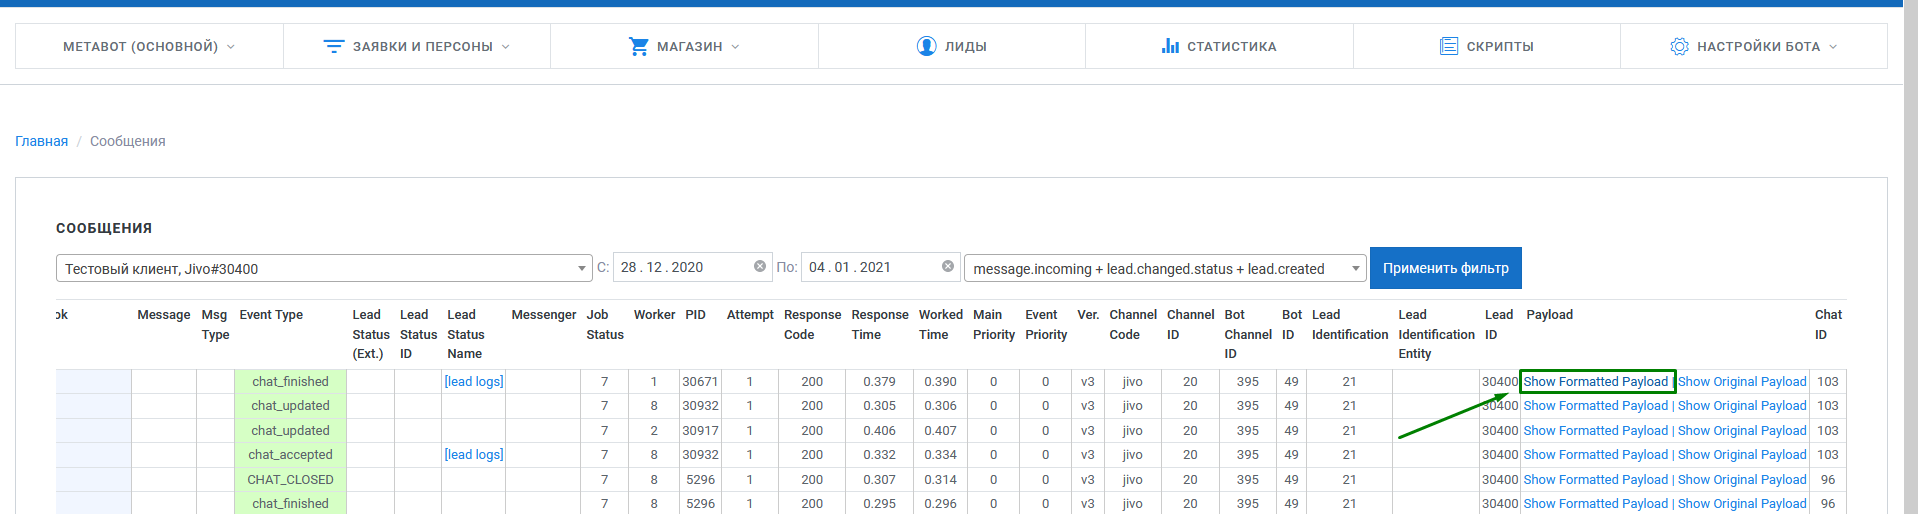 МЕТАВОТ (ОСНОВНОЙ) ЗАЯВКИ И ПЕРСОНЫ МАГАЗИН ЛИДЫ СТАТИСТИКА СКРИПТЫ НАСТРОЙКИ БОТА
Главная / Сообщения
СООБЩЕНИЯ
Тестовый клиент, Jivo#30400 С: 28 . 12 . 2020 По: 04 . 01 . 2021 message.incoming + lead.changed.status + lead.created Применить фильтр
ok Message Msg Event Type Lead Lead Lead Messenger Job Worker PID Attempt Response Response Worked Main Event Ver. Channel Channel Bot Bot Lead Lead Lead Payload Chat
Type Status Status Status Status Code Time Time Priority Priority Code ID Channel ID Identification Identification ID ID
(Ext.) ID Name ID Entity
chat_finished [lead logs] 7 1 30671 1 200 0.379 0.390 0 0 v3 jivo 20 395 49 21 30400 Show Formatted Payload | Show Original Payload 103
chat_updated 7 8 30932 1 200 0.305 0.306 0 0 v3 jivo 20 395 49 21 30400 Show Formatted Payload | Show Original Payload 103
chat_updated 7 2 30917 1 200 0.406 0.407 0 0 v3 jivo 20 395 49 21 30400 Show Formatted Payload | Show Original Payload 103
chat_accepted [lead logs] 7 8 30932 1 200 0.332 0.334 0 0 v3 jivo 20 395 49 21 30400 Show Formatted Payload | Show Original Payload 103
CHAT_CLOSED 7 8 5296 1 200 0.307 0.314 0 0 v3 jivo 20 395 49 21 30400 Show Formatted Payload | Show Original Payload 96
chat_finished 7 8 5296 1 200 0.295 0.296 0 0 v3 jivo 20 395 49 21 30400 Show Formatted Payload | Show Original Payload 96